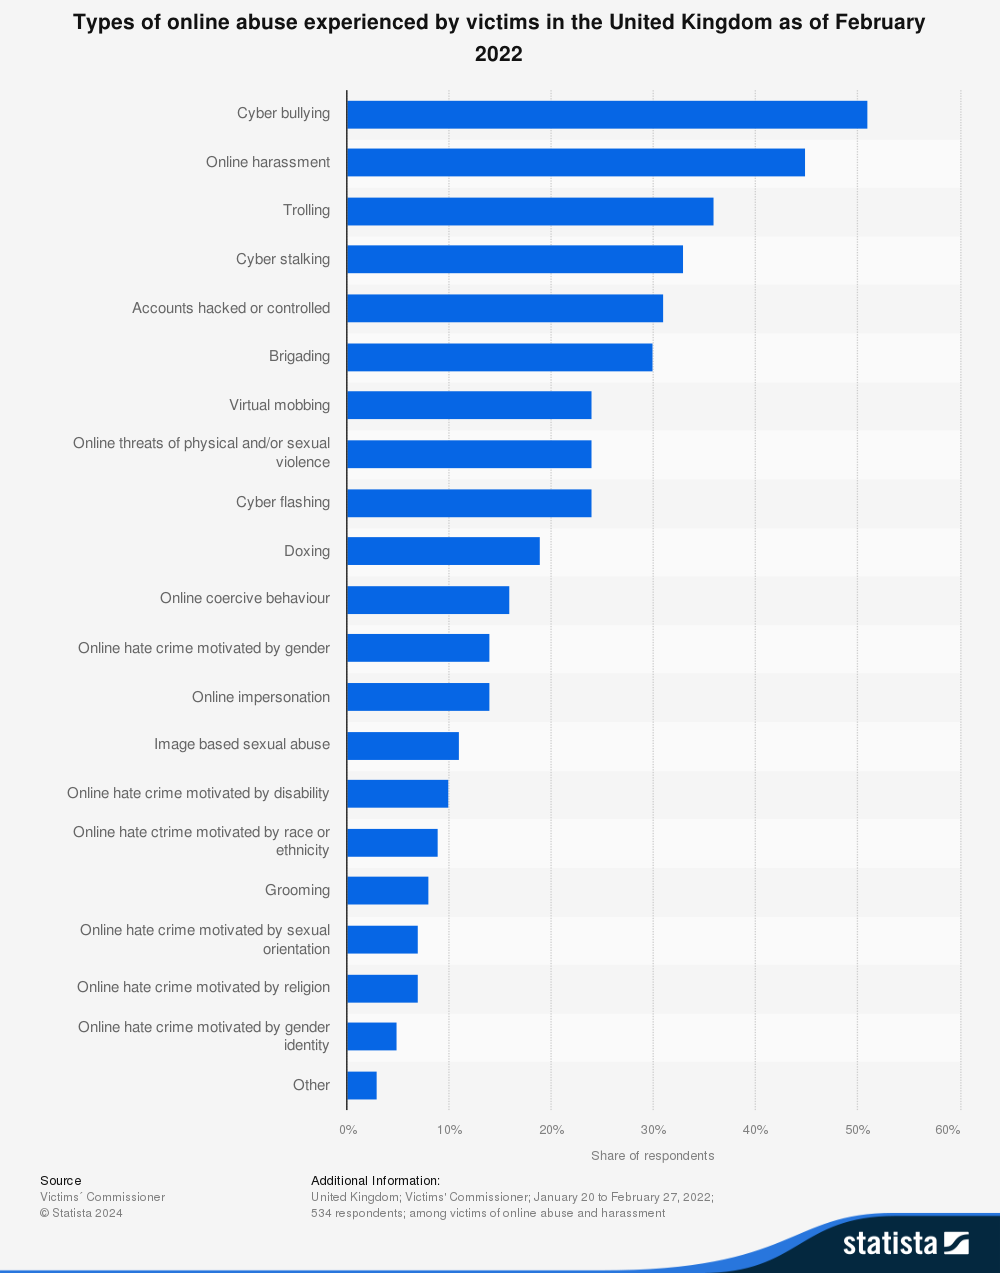 Types of online abuse experienced by victims in the United Kingdom as of February
2022
Cyber bullying
Online harassment
Trolling
Cyber stalking
Accounts hacked or controlled
Brigading
Virtual mobbing
Online threats of physical and/or sexual
violence
Cyber flashing
Doxing
Online coercive behaviour
Online hate crime motivated by gender
Online impersonation
Image based sexual abuse
Online hate crime motivated by disability
Online hate ctrime motivated by race or
ethnicity
Grooming
Online hate crime motivated by sexual
orientation
Online hate crime motivated by religion
Online hate crime motivated by gender
identity
Other
0% 10% 20% 30% 40% 50% 60%
Share of respondents
Source
Victims´ Commissioner
© Statista 2024
Additional Information:
United Kingdom; Victims' Commissioner; January 20 to February 27, 2022;
534 respondents; among victims of online abuse and harassment
statista